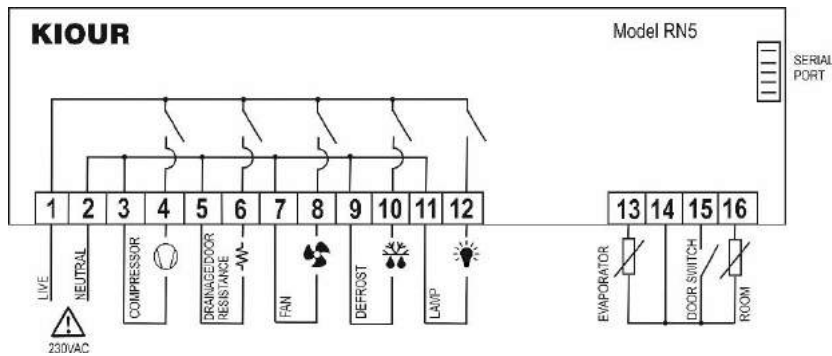 KIOUR
Model RN5
SERIAL
PORT
1 2 3 4 5 6 7 8 9 10 11 12
13 14 15 16
LIVE
NEUTRAL
COMPRESSOR
DRAINAGE/DOOR
RESISTANCE
FAN
DEFROST
LAMP
EVAPORATOR
DOOR SWITCH
ROOM
230VAC